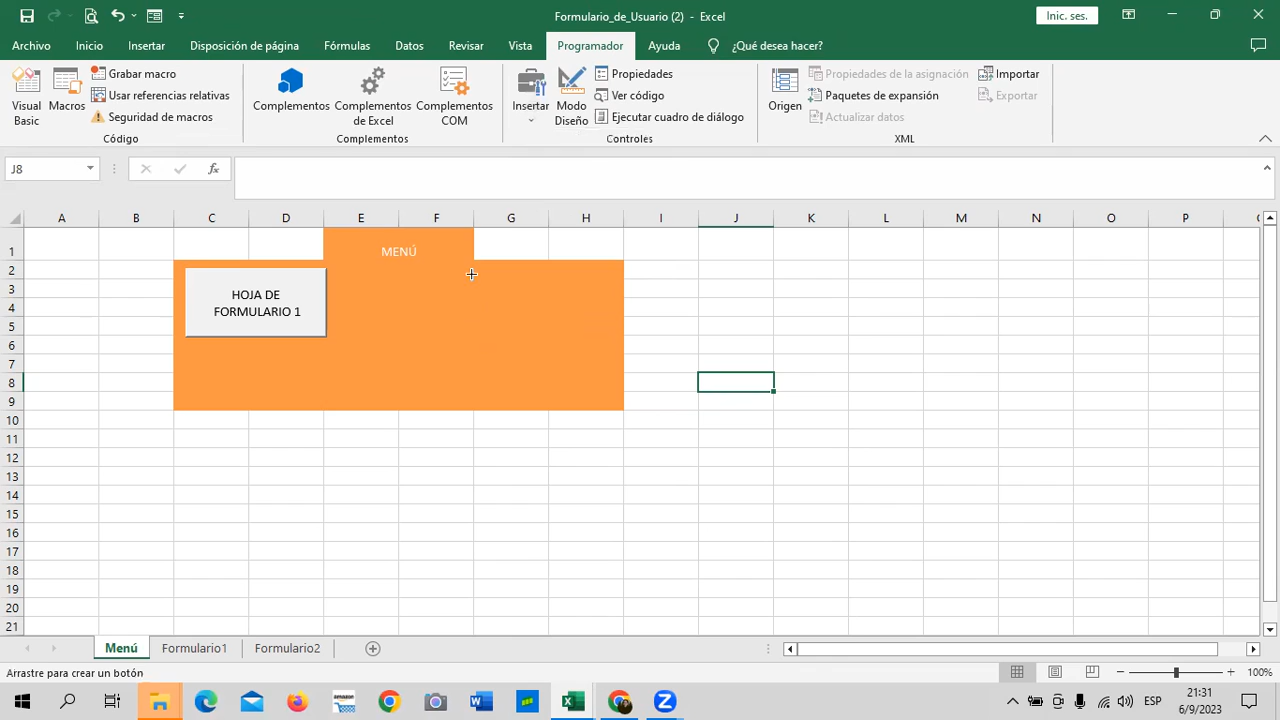 Formulario_de_Usuario (2) - Excel
Inic. ses.
Archivo Inicio Insertar Disposición de página Fórmulas Datos Revisar Vista Programador Ayuda ¿Qué desea hacer?
Visual Basic
Macros
Grabar macro
Usar referencias relativas
Seguridad de macros
Código
Complementos
Complementos de Excel
Complementos COM
Complementos
Insertar
Modo Diseño
Propiedades
Ver código
Ejecutar cuadro de diálogo
Controles
Origen
Propiedades de la asignación
Paquetes de expansión
Actualizar datos
Importar
Exportar
XML
J8
fx
A B C D E F G H I J K L M N O P
1
2
3
4
5
6
7
8
9
10
11
12
13
14
15
16
17
18
19
20
21
MENÚ
HOJA DE
FORMULARIO 1
Menú Formulario1 Formulario2
Arrastre para crear un botón
100%
amazon
ESP
21:31
6/9/2023